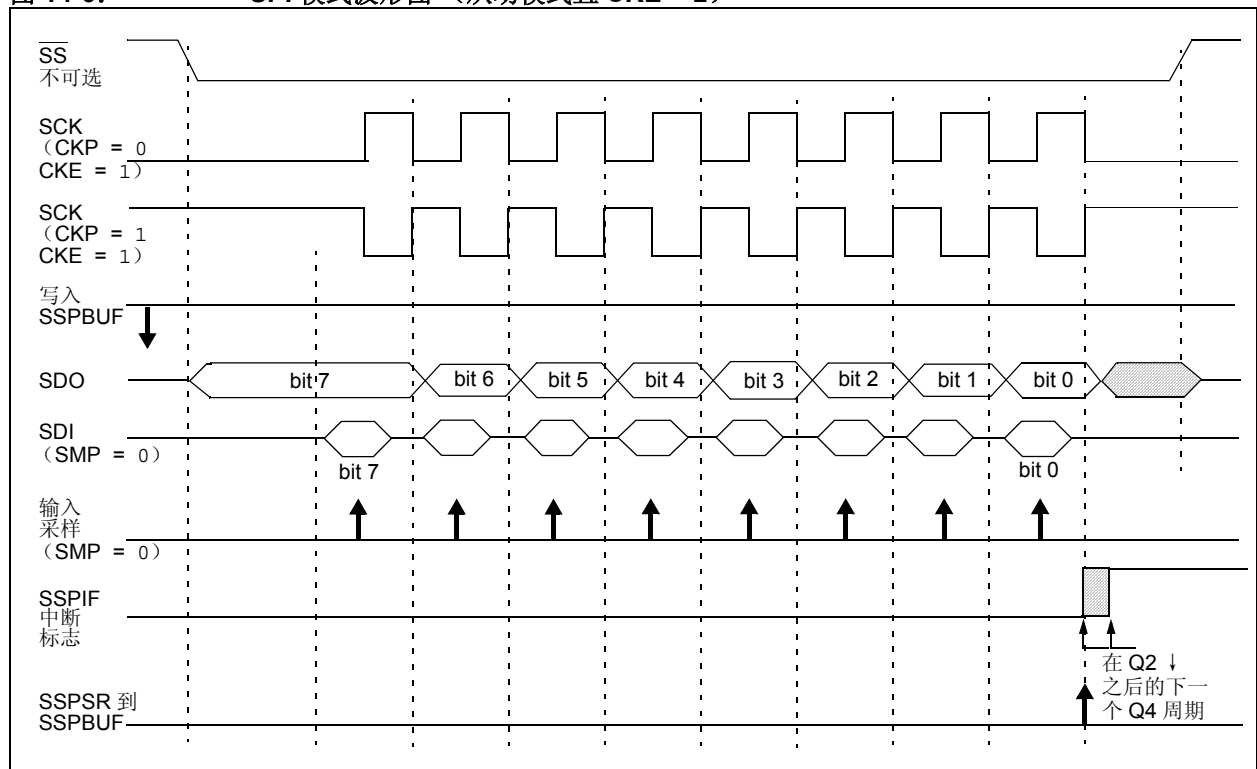 SS
不可选
SCK
（CKP = 0
CKE = 1）
SCK
（CKP = 1
CKE = 1）
写入
SSPBUF
SDO
bit 7
bit 6
bit 5
bit 4
bit 3
bit 2
bit 1
bit 0
SDI
（SMP = 0）
bit 7
bit 0
输入
采样
（SMP = 0）
SSPIF
中断
标志
在 Q2 ↓
之后的下一
个 Q4 周期
SSPSR 到
SSPBUF